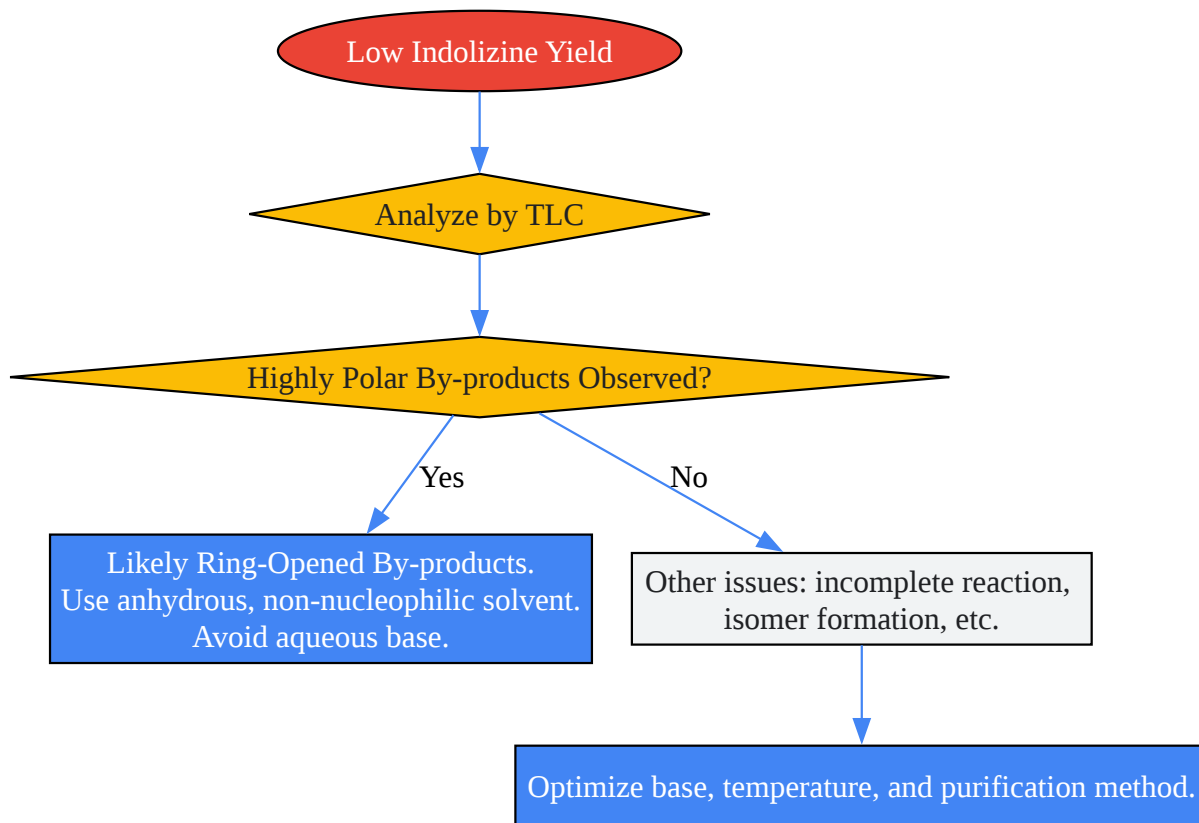 Low Indolizine Yield
Analyze by TLC
Highly Polar By-products Observed?
Yes
No
Likely Ring-Opened By-products.
Use anhydrous, non-nucleophilic solvent.
Avoid aqueous base.
Other issues: incomplete reaction,
isomer formation, etc.
Optimize base, temperature, and purification method.